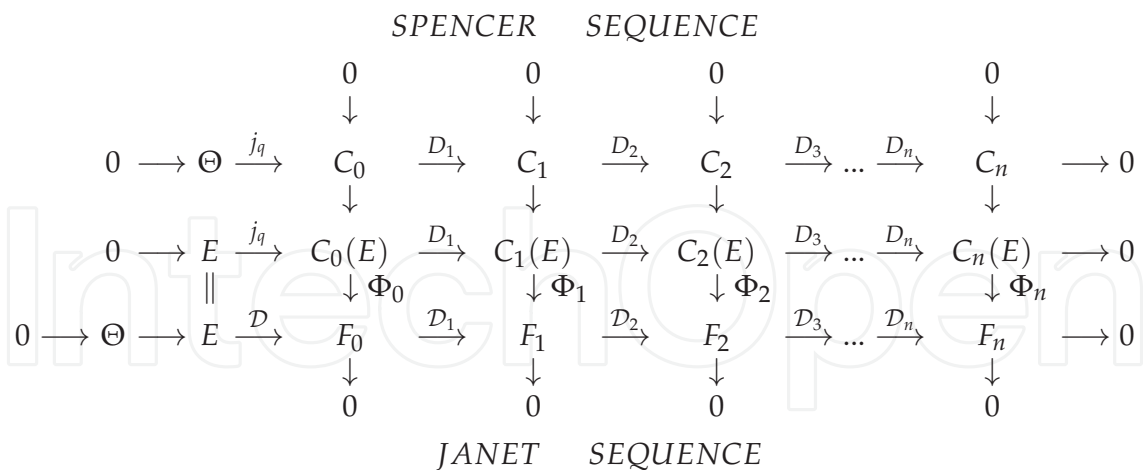 SPENCER SEQUENCE
0 0 0 0
↓ ↓ ↓ ↓
0 ⟶ Θ —j_q→ C_0 —D_1→ C_1 —D_2→ C_2 —D_3→ ... —D_n→ C_n ⟶ 0
↓ ↓ ↓ ↓
0 ⟶ E —j_q→ C_0(E) —D_1→ C_1(E) —D_2→ C_2(E) —D_3→ ... —D_n→ C_n(E) ⟶ 0
‖ ↓ Φ_0 ↓ Φ_1 ↓ Φ_2 ↓ Φ_n
0 ⟶ Θ ⟶ E —𝒟→ F_0 —𝒟_1→ F_1 —𝒟_2→ F_2 —𝒟_3→ ... —𝒟_n→ F_n ⟶ 0
↓ ↓ ↓ ↓
0 0 0 0
JANET SEQUENCE
IntechOpen